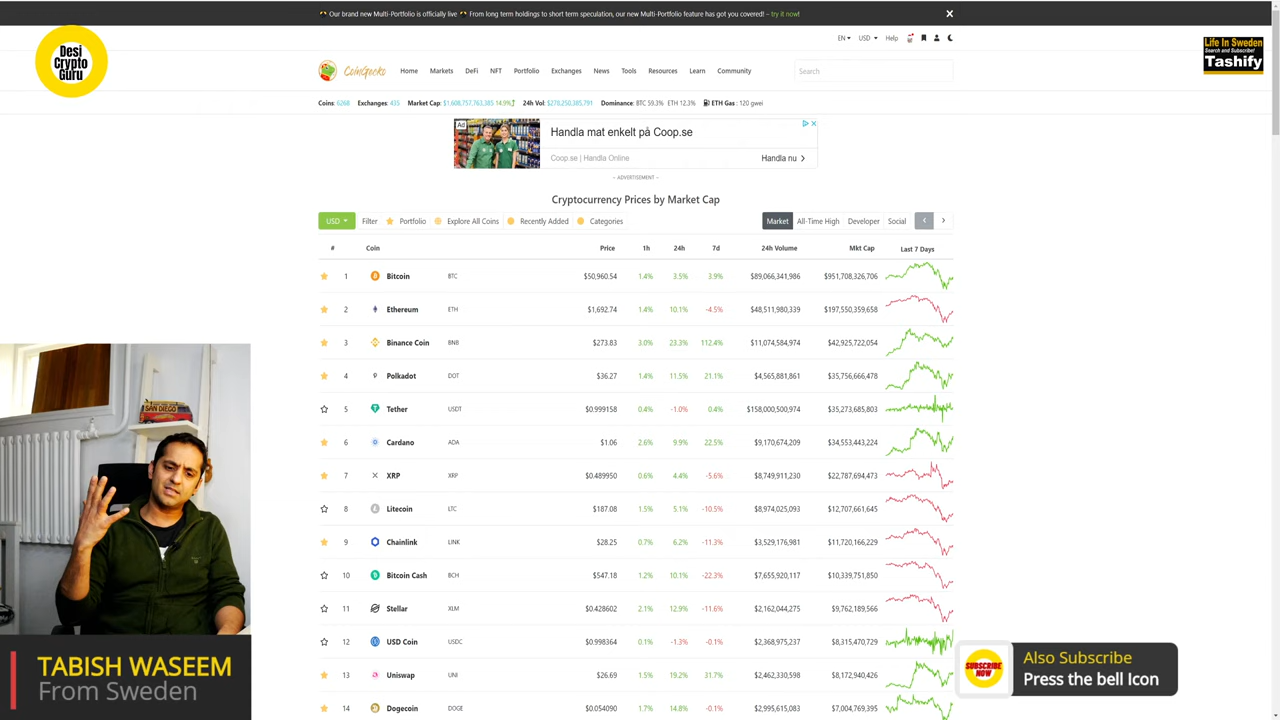 Our brand new Multi-Portfolio is officially live From long term holdings to short term speculation, our new Multi-Portfolio feature has got you covered! – try it now!
EN USD Help
Desi
Crypto
Guru
Life In Sweden
Search and Subscribe!
Tashify
CoinGecko Home Markets DeFi NFT Portfolio Exchanges News Tools Resources Learn Community Search
Coins: 6268 Exchanges: 435 Market Cap: $1,608,757,763,385 14.9% 24h Vol: $278,250,385,791 Dominance: BTC 59.3% ETH 12.3% ETH Gas: 120 gwei
Ad
Handla mat enkelt på Coop.se
Coop.se | Handla Online Handla nu
– ADVERTISEMENT –
Cryptocurrency Prices by Market Cap
USD Filter Portfolio Explore All Coins Recently Added Categories Market All-Time High Developer Social
# Coin Price 1h 24h 7d 24h Volume Mkt Cap Last 7 Days
1 Bitcoin BTC $50,960.54 1.4% 3.5% 3.9% $89,066,341,986 $951,708,326,706
2 Ethereum ETH $1,692.74 1.4% 10.1% -4.5% $48,511,980,339 $197,550,359,658
3 Binance Coin BNB $273.83 3.0% 23.3% 112.4% $11,074,584,974 $42,925,722,054
4 Polkadot DOT $36.27 1.4% 11.5% 21.1% $4,565,881,861 $35,756,666,478
5 Tether USDT $0.999158 0.4% -1.0% 0.4% $158,000,500,974 $35,273,685,803
6 Cardano ADA $1.06 2.6% 9.9% 22.5% $9,170,674,209 $34,553,443,224
7 XRP XRP $0.489950 0.6% 4.4% -5.6% $8,749,911,230 $22,787,694,473
8 Litecoin LTC $187.08 1.5% 5.1% -10.5% $8,974,025,093 $12,707,661,645
9 Chainlink LINK $28.25 0.7% 6.2% -11.3% $3,529,176,981 $11,720,166,229
10 Bitcoin Cash BCH $547.18 1.2% 10.1% -22.3% $7,655,920,117 $10,339,751,850
11 Stellar XLM $0.428602 2.1% 12.9% -11.6% $2,162,044,275 $9,762,189,566
12 USD Coin USDC $0.998364 0.1% -1.3% -0.1% $2,368,975,237 $8,315,470,729
13 Uniswap UNI $26.69 1.5% 19.2% 31.7% $2,462,330,598 $8,172,940,426
14 Dogecoin DOGE $0.054090 1.7% 14.8% -0.1% $2,995,615,083 $7,004,769,395
SAN DIEGO
TABISH WASEEM
From Sweden
SUBSCRIBE
NOW
Also Subscribe
Press the bell Icon